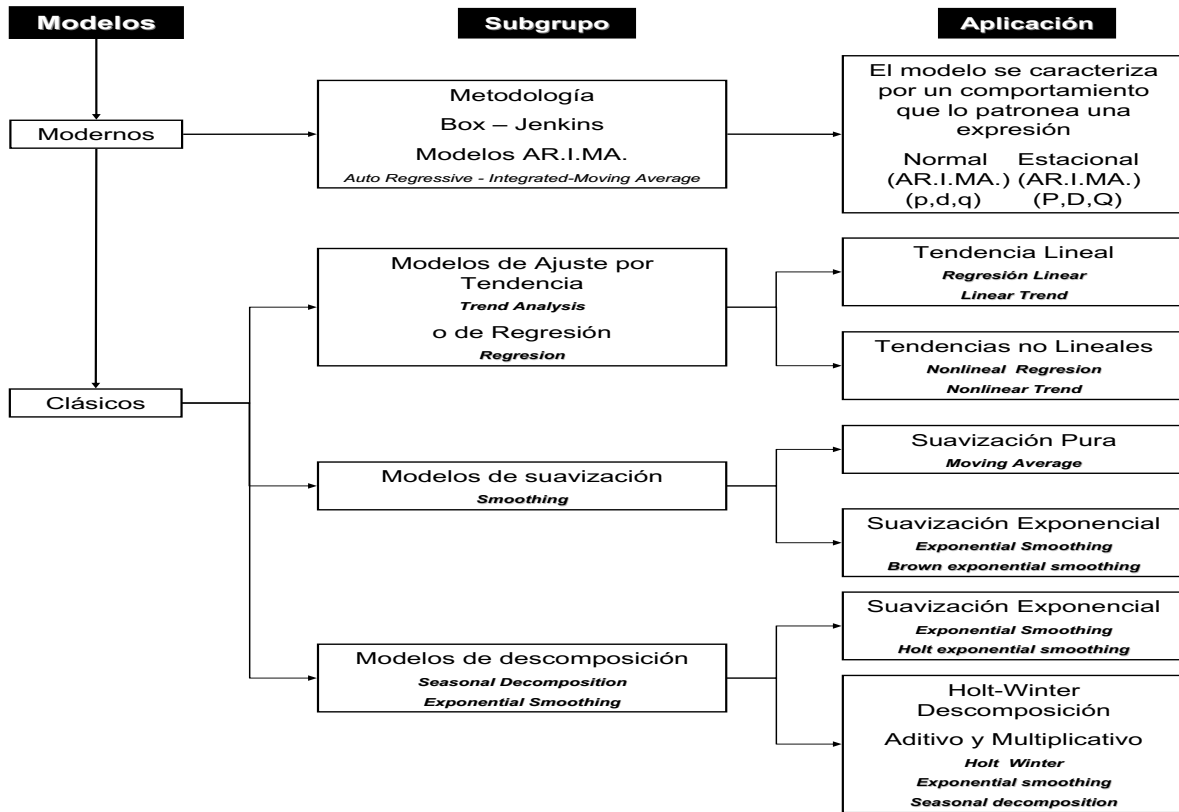 Modelos
Subgrupo
Aplicación
Modernos
Metodología
Box – Jenkins
Modelos AR.I.MA.
Auto Regressive - Integrated-Moving Average
El modelo se caracteriza
por un comportamiento
que lo patronea una
expresión
Normal Estacional
(AR.I.MA.) (AR.I.MA.)
(p,d,q) (P,D,Q)
Clásicos
Modelos de Ajuste por
Tendencia
Trend Analysis
o de Regresión
Regresion
Tendencia Lineal
Regresión Linear
Linear Trend
Tendencias no Lineales
Nonlineal Regresion
Nonlinear Trend
Modelos de suavización
Smoothing
Suavización Pura
Moving Average
Suavización Exponencial
Exponential Smoothing
Brown exponential smoothing
Modelos de descomposición
Seasonal Decomposition
Exponential Smoothing
Suavización Exponencial
Exponential Smoothing
Holt exponential smoothing
Holt-Winter
Descomposición
Aditivo y Multiplicativo
Holt Winter
Exponential smoothing
Seasonal decomposition